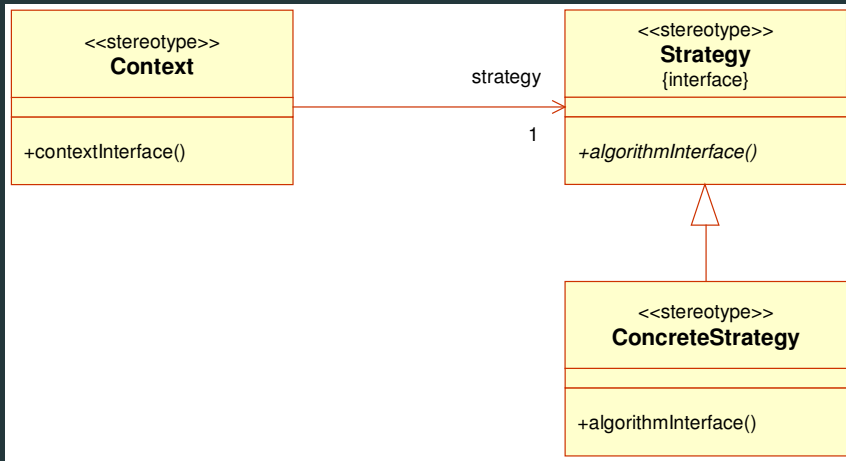 <<stereotype>>
Context
+contextInterface()
strategy
1
<<stereotype>>
Strategy
{interface}
+algorithmInterface()
<<stereotype>>
ConcreteStrategy
+algorithmInterface()